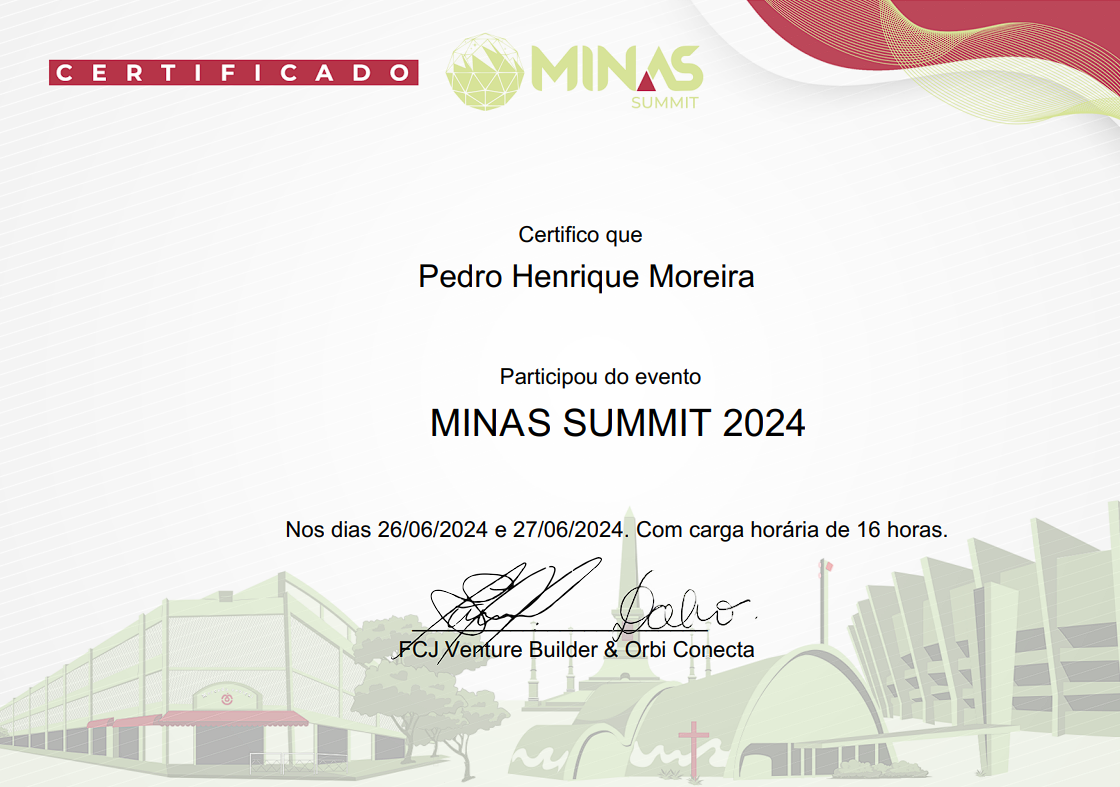 CERTIFICADO
MINAS
SUMMIT
Certifico que
Pedro Henrique Moreira
Participou do evento
MINAS SUMMIT 2024
Nos dias 26/06/2024 e 27/06/2024. Com carga horária de 16 horas.
FCJ Venture Builder & Orbi Conecta